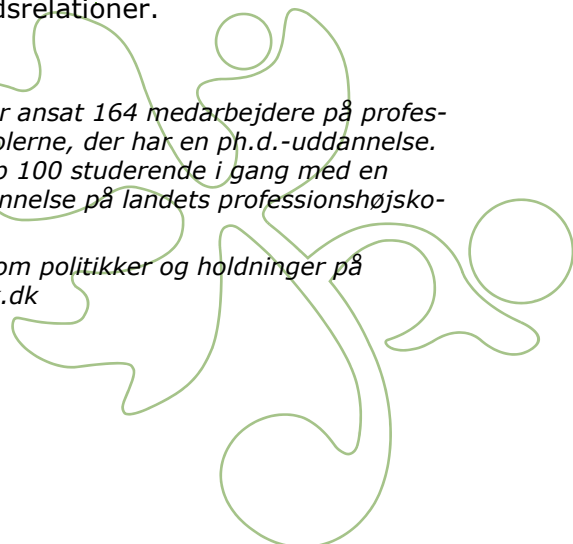 dsrelationer.
r ansat 164 medarbejdere på profes-
olerne, der har en ph.d.-uddannelse.
100 studerende i gang med en
nnelse på landets professionshøjsko-
om politikker og holdninger på
.dk